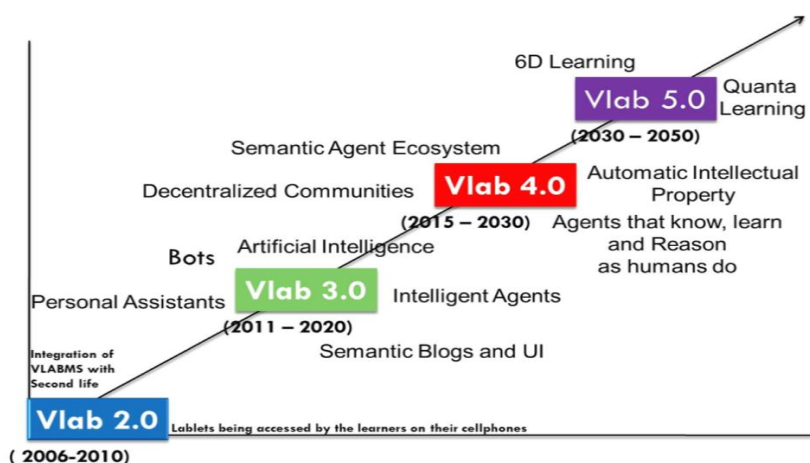 6D Learning
Vlab 5.0
Quanta
Learning
(2030 – 2050)
Semantic Agent Ecosystem
Decentralized Communities
Vlab 4.0
Automatic Intellectual
Property
(2015 – 2030)
Agents that know, learn
and Reason
as humans do
Bots
Artificial Intelligence
Personal Assistants
Vlab 3.0
Intelligent Agents
(2011 – 2020)
Semantic Blogs and UI
Integration of
VLABMS with
Second life
Vlab 2.0
Lablets being accessed by the learners on their cellphones
( 2006-2010)